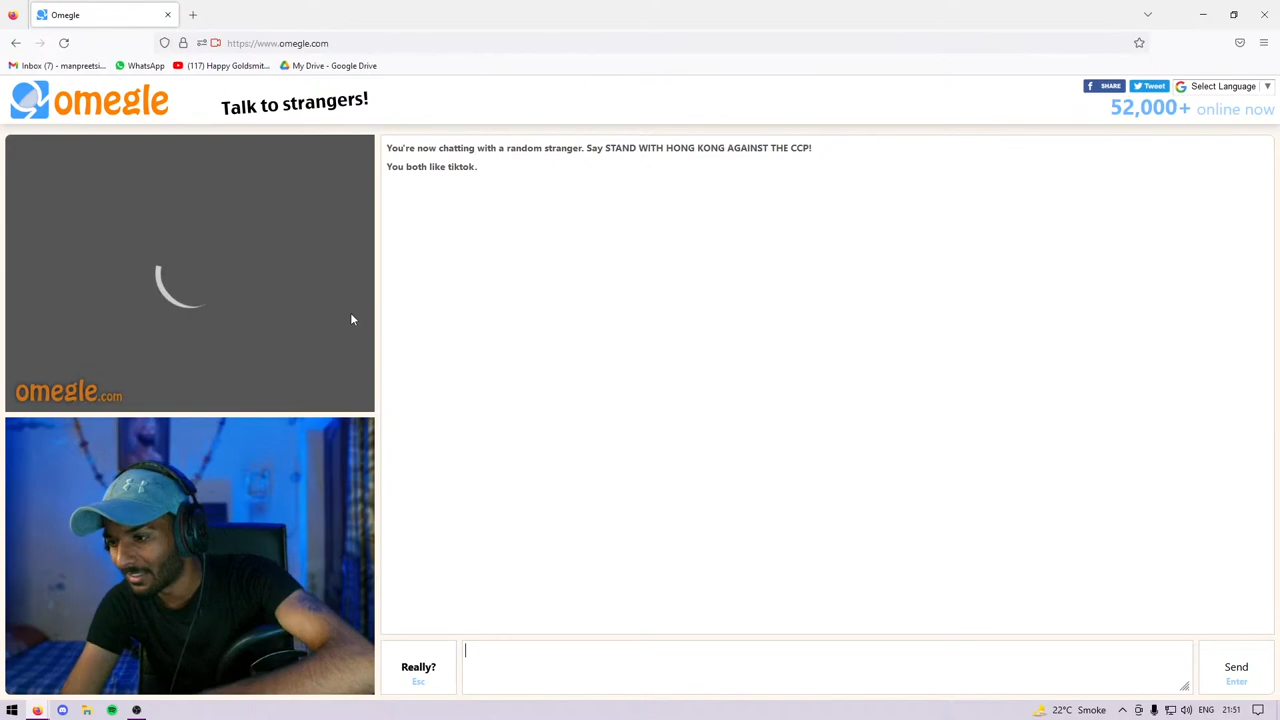 Omegle
https://www.omegle.com
Inbox (7) - manpreetsi...
WhatsApp
(117) Happy Goldsmit...
My Drive - Google Drive
omegle
Talk to strangers!
f SHARE
Tweet
G Select Language ▼
52,000+ online now
You're now chatting with a random stranger. Say STAND WITH HONG KONG AGAINST THE CCP!
You both like tiktok.
omegle.com
Really?
Esc
Send
Enter
22°C Smoke
ENG
21:51